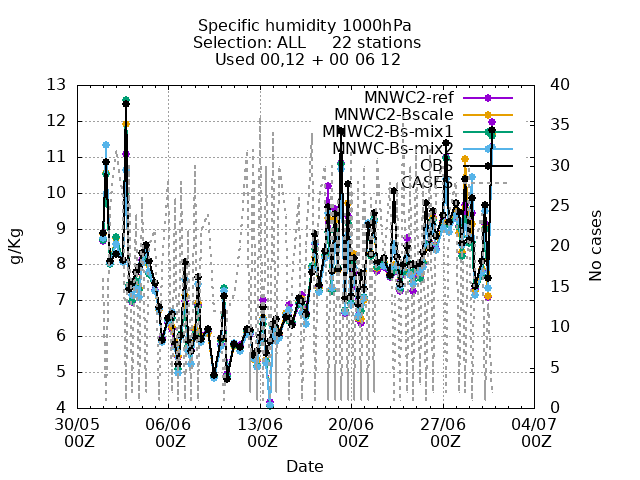 Specific humidity 1000hPa
Selection: ALL     22 stations
Used 00,12 + 00 06 12
13
12
11
10
9
8
7
6
5
4
40
35
30
25
20
15
10
5
0
g/Kg
No cases
MNWC2-ref
MNWC2-Bscale
MNWC2-Bs-mix1
MNWC-Bs-mix2
OBS
CASES
30/05 06/06 13/06 20/06 27/06 04/07
00Z 00Z 00Z 00Z 00Z 00Z
Date